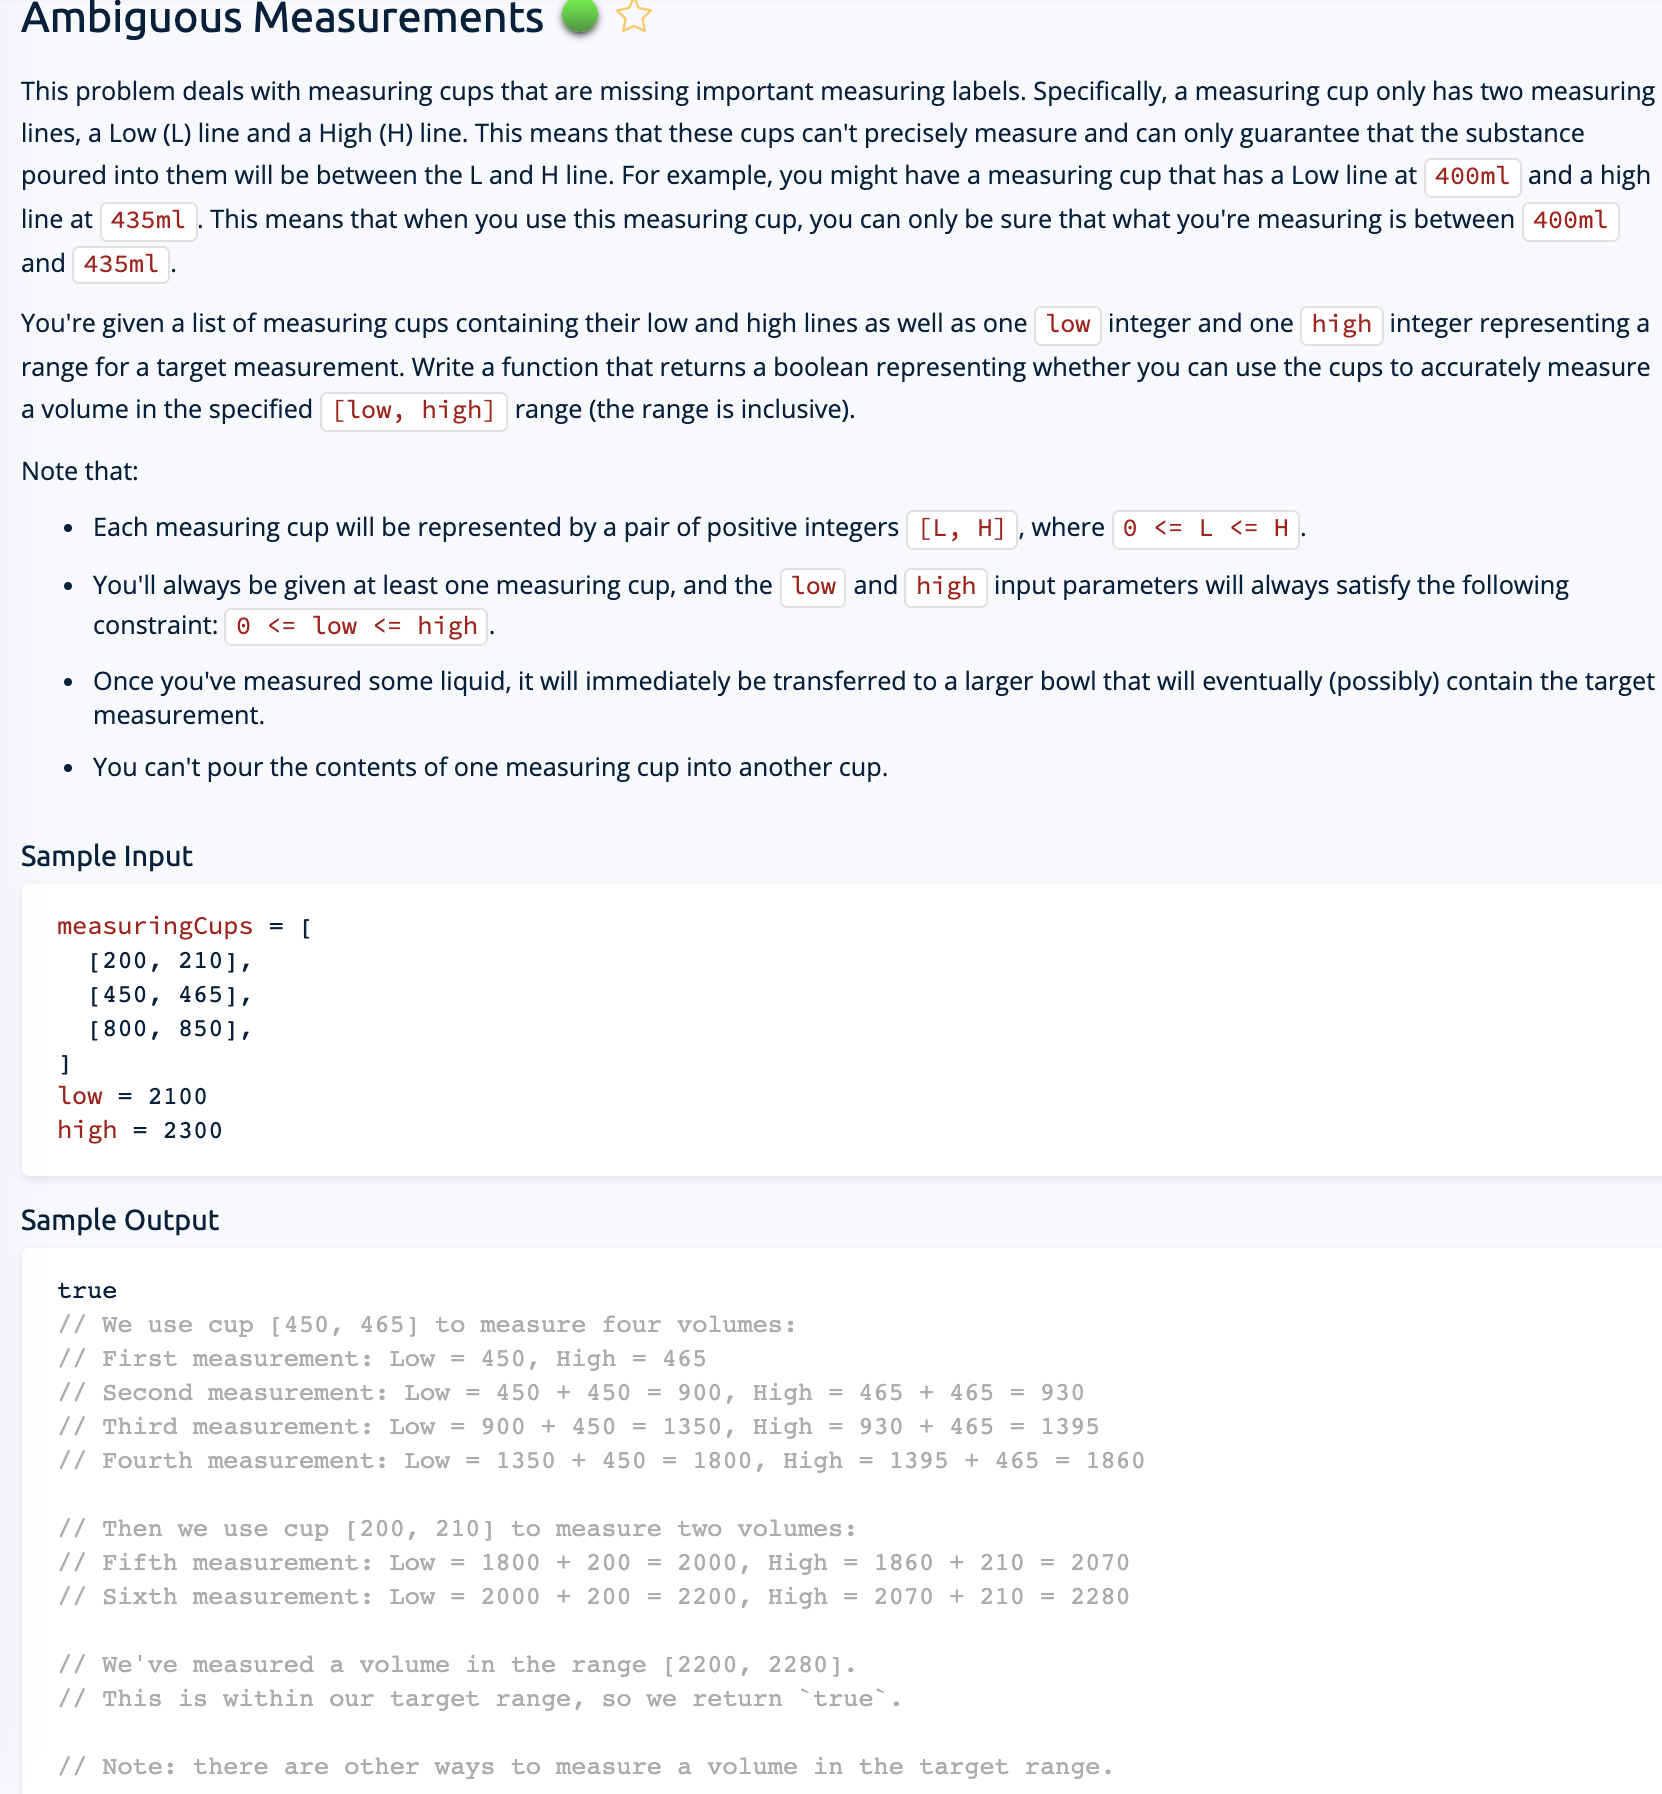 Ambiguous Measurements
This problem deals with measuring cups that are missing important measuring labels. Specifically, a measuring cup only has two measuring
lines, a Low (L) line and a High (H) line. This means that these cups can't precisely measure and can only guarantee that the substance
poured into them will be between the L and H line. For example, you might have a measuring cup that has a Low line at 400ml and a high
line at 435ml. This means that when you use this measuring cup, you can only be sure that what you're measuring is between 400ml
and 435ml.
You're given a list of measuring cups containing their low and high lines as well as one low integer and one high integer representing a
range for a target measurement. Write a function that returns a boolean representing whether you can use the cups to accurately measure
a volume in the specified [low, high] range (the range is inclusive).
Note that:
• Each measuring cup will be represented by a pair of positive integers [L, H], where 0 <= L <= H.
• You'll always be given at least one measuring cup, and the low and high input parameters will always satisfy the following
constraint: 0 <= low <= high.
• Once you've measured some liquid, it will immediately be transferred to a larger bowl that will eventually (possibly) contain the target
measurement.
• You can't pour the contents of one measuring cup into another cup.
Sample Input
measuringCups = [
[200, 210],
[450, 465],
[800, 850],
]
low = 2100
high = 2300
Sample Output
true
// We use cup [450, 465] to measure four volumes:
// First measurement: Low = 450, High = 465
// Second measurement: Low = 450 + 450 = 900, High = 465 + 465 = 930
// Third measurement: Low = 900 + 450 = 1350, High = 930 + 465 = 1395
// Fourth measurement: Low = 1350 + 450 = 1800, High = 1395 + 465 = 1860
// Then we use cup [200, 210] to measure two volumes:
// Fifth measurement: Low = 1800 + 200 = 2000, High = 1860 + 210 = 2070
// Sixth measurement: Low = 2000 + 200 = 2200, High = 2070 + 210 = 2280
// We've measured a volume in the range [2200, 2280].
// This is within our target range, so we return `true`.
// Note: there are other ways to measure a volume in the target range.